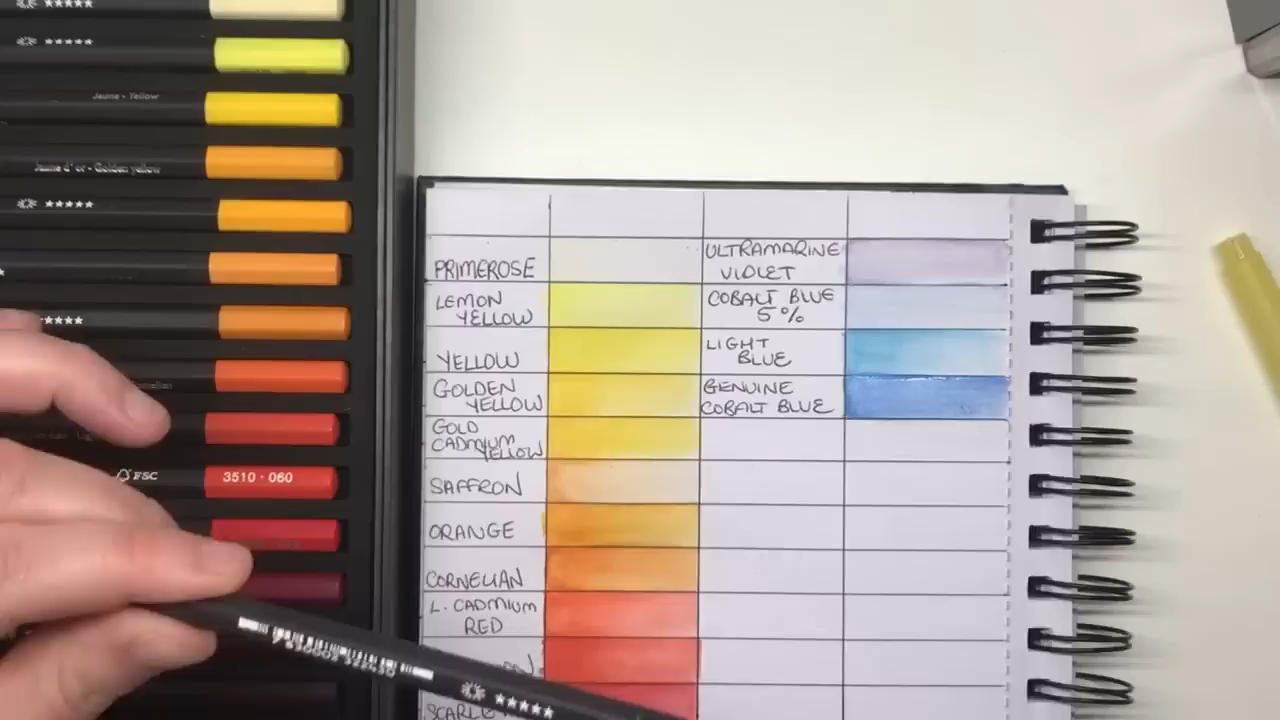 Jaune - Yellow
Jaune d'or - Golden yellow
FSC
3510 · 060
PRIMEROSE
LEMON
YELLOW
YELLOW
GOLDEN
YELLOW
GOLD
CADMIUM
YELLOW
SAFFRON
ORANGE
CORNELIAN
L. CADMIUM
RED
ULTRAMARINE
VIOLET
COBALT BLUE
5%
LIGHT
BLUE
GENUINE
COBALT BLUE